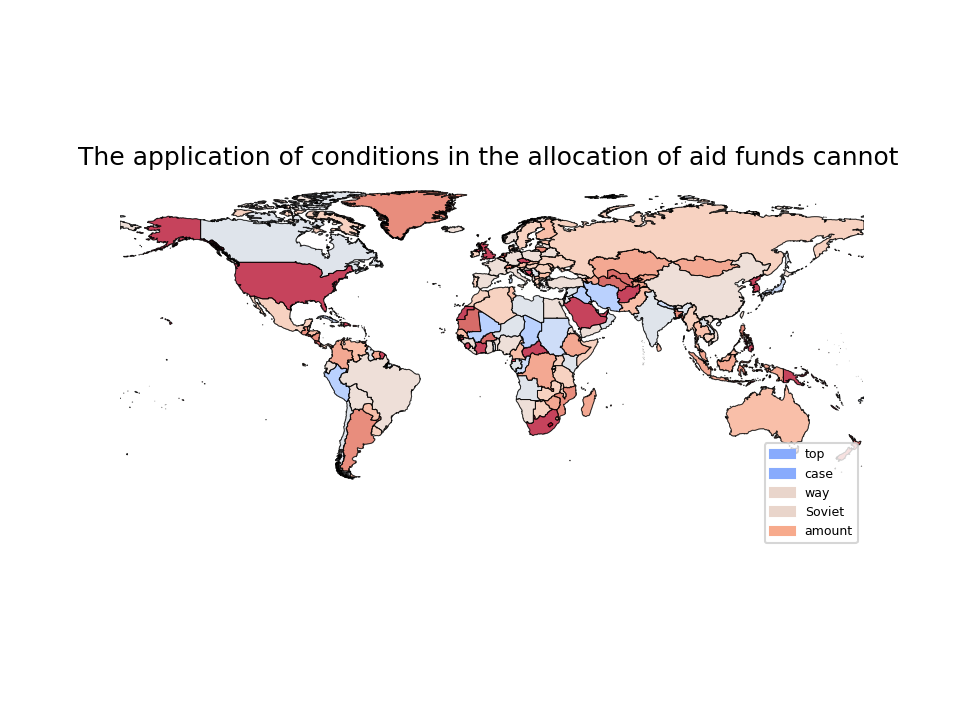 The application of conditions in the allocation of aid funds cannot
top
case
way
Soviet
amount